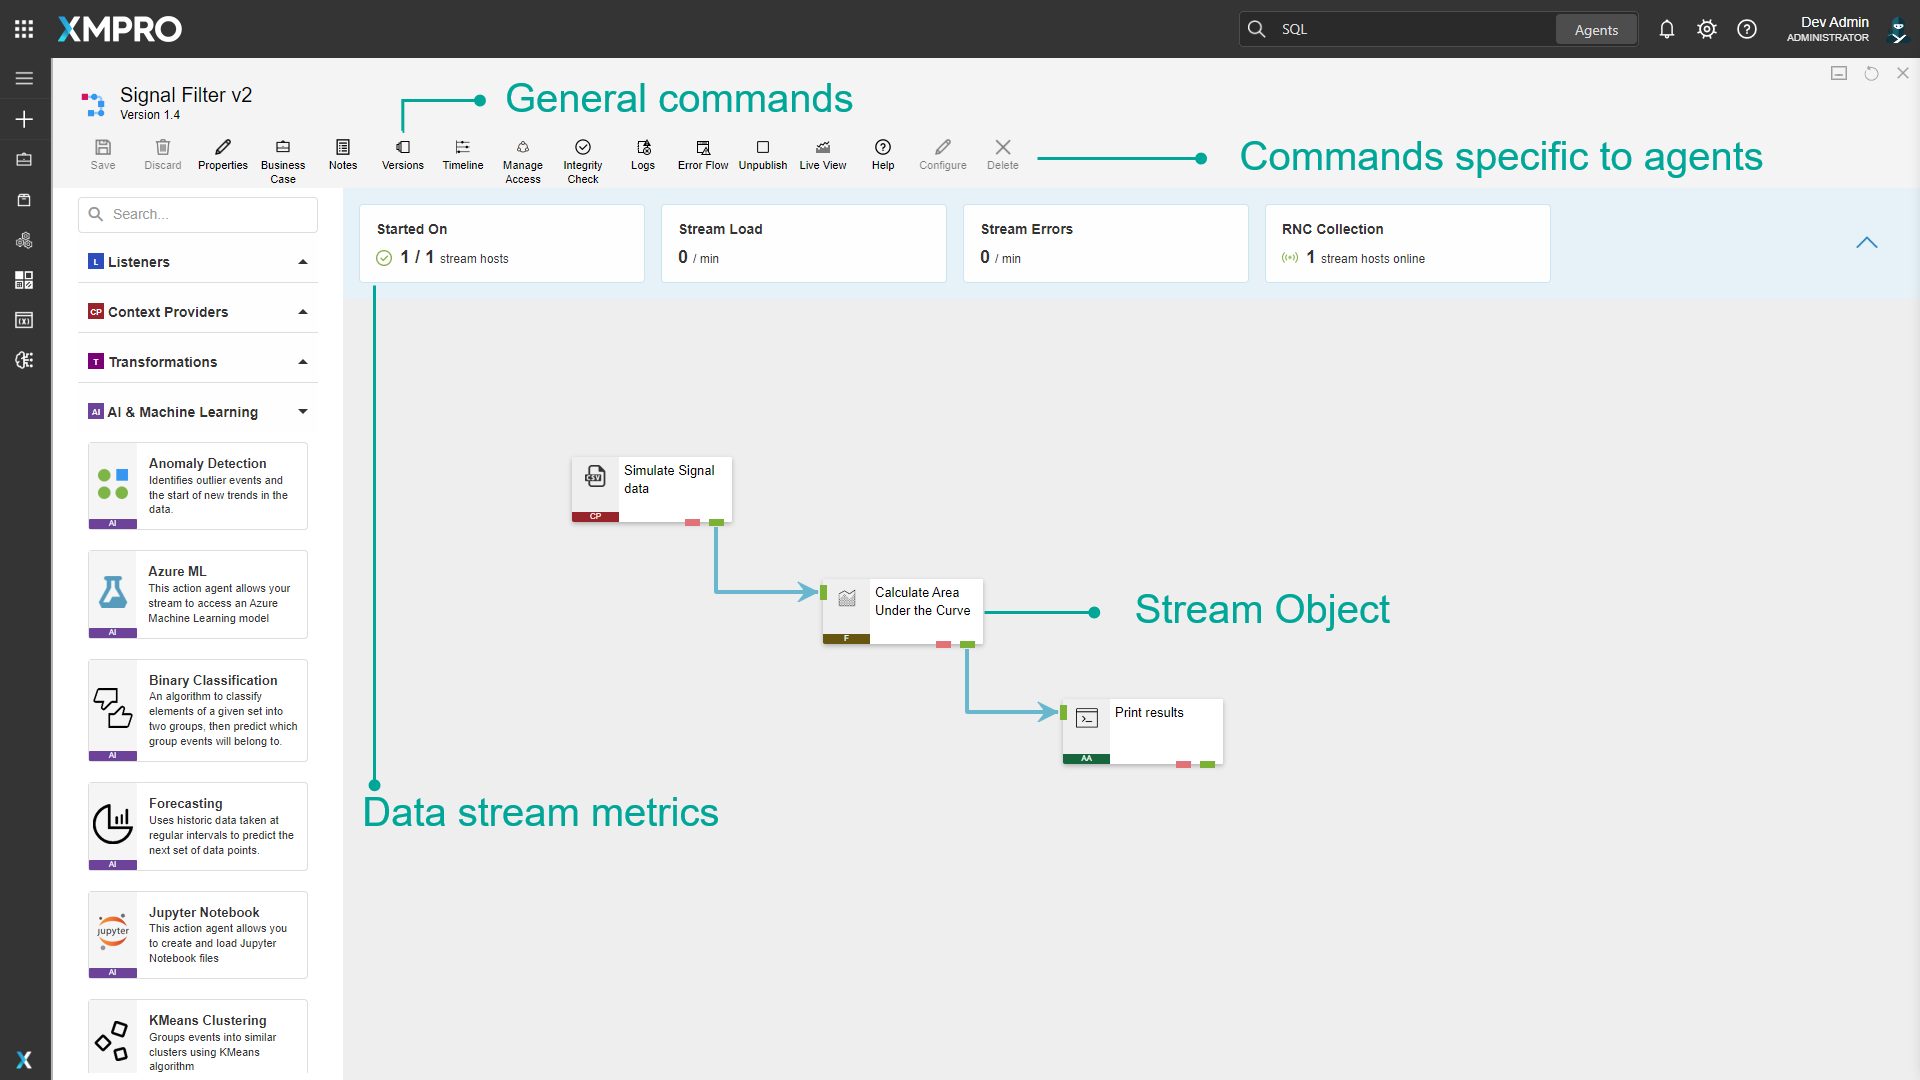 XMPRO
SQL
Agents
Dev Admin
ADMINISTRATOR
Signal Filter v2
Version 1.4
General commands
Commands specific to agents
Save
Discard
Properties
Business
Case
Notes
Versions
Timeline
Manage
Access
Integrity
Check
Logs
Error Flow
Unpublish
Live View
Help
Configure
Delete
Search...
L Listeners
CP Context Providers
T Transformations
AI AI & Machine Learning
Anomaly Detection
Identifies outlier events and
the start of new trends in the
data.
AI
Azure ML
This action agent allows your
stream to access an Azure
Machine Learning model
AI
Binary Classification
An algorithm to classify
elements of a given set into
two groups, then predict which
group events will belong to.
AI
Forecasting
Uses historic data taken at
regular intervals to predict the
next set of data points.
AI
Jupyter Notebook
This action agent allows you
to create and load Jupyter
Notebook files
jupyter
AI
KMeans Clustering
Groups events into similar
clusters using KMeans
algorithm
Started On
1 / 1 stream hosts
Stream Load
0 / min
Stream Errors
0 / min
RNC Collection
1 stream hosts online
Simulate Signal
data
CSV
CP
Calculate Area
Under the Curve
F
Stream Object
Print results
AA
Data stream metrics